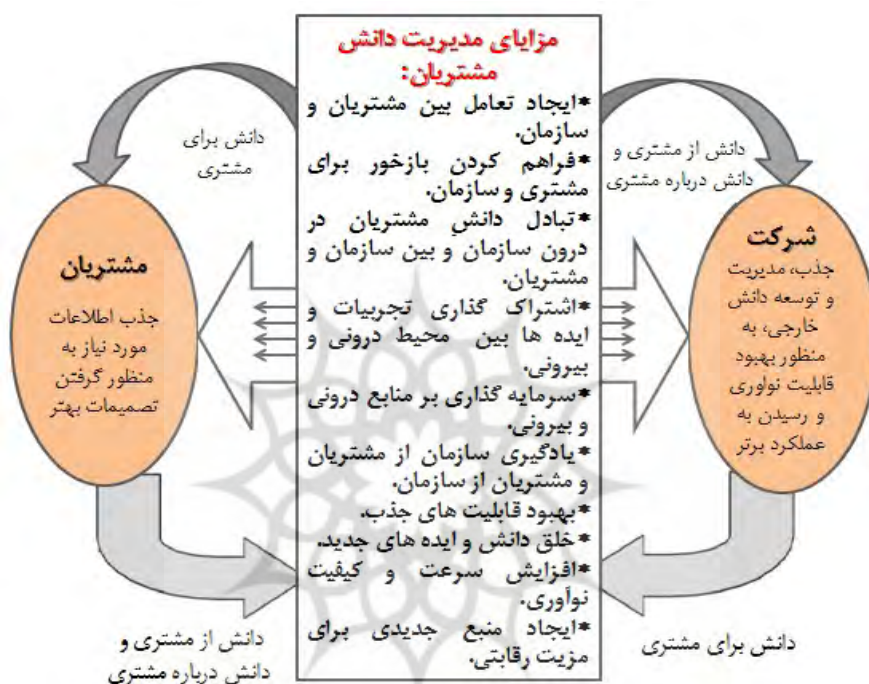 مزایای مدیریت دانش
مشتریان:
*ایجاد تعامل بین مشتریان و
سازمان.
*فراهم کردن بازخور برای
مشتری و سازمان.
*تبادل دانش مشتریان در
درون سازمان و بین سازمان و
مشتریان.
*اشتراک گذاری تجربیات و
ایده ها بین محیط درونی و
بیرونی.
*سرمایه گذاری بر منابع درونی
و بیرونی.
*یادگیری سازمان از مشتریان
و مشتریان از سازمان.
*بهبود قابلیت های جذب.
*خلق دانش و ایده های جدید.
*افزایش سرعت و کیفیت
نوآوری.
*ایجاد منبع جدیدی برای
مزیت رقابتی.
دانش از مشتری و
دانش درباره مشتری
شرکت
جذب، مدیریت
و توسعه دانش
خارجی، به
منظور بهبود
قابلیت نوآوری
و رسیدن به
عملکرد برتر
دانش برای مشتری
دانش برای
مشتری
مشتریان
جذب اطلاعات
مورد نیاز به
منظور گرفتن
تصمیمات بهتر
دانش از مشتری و
دانش درباره مشتری